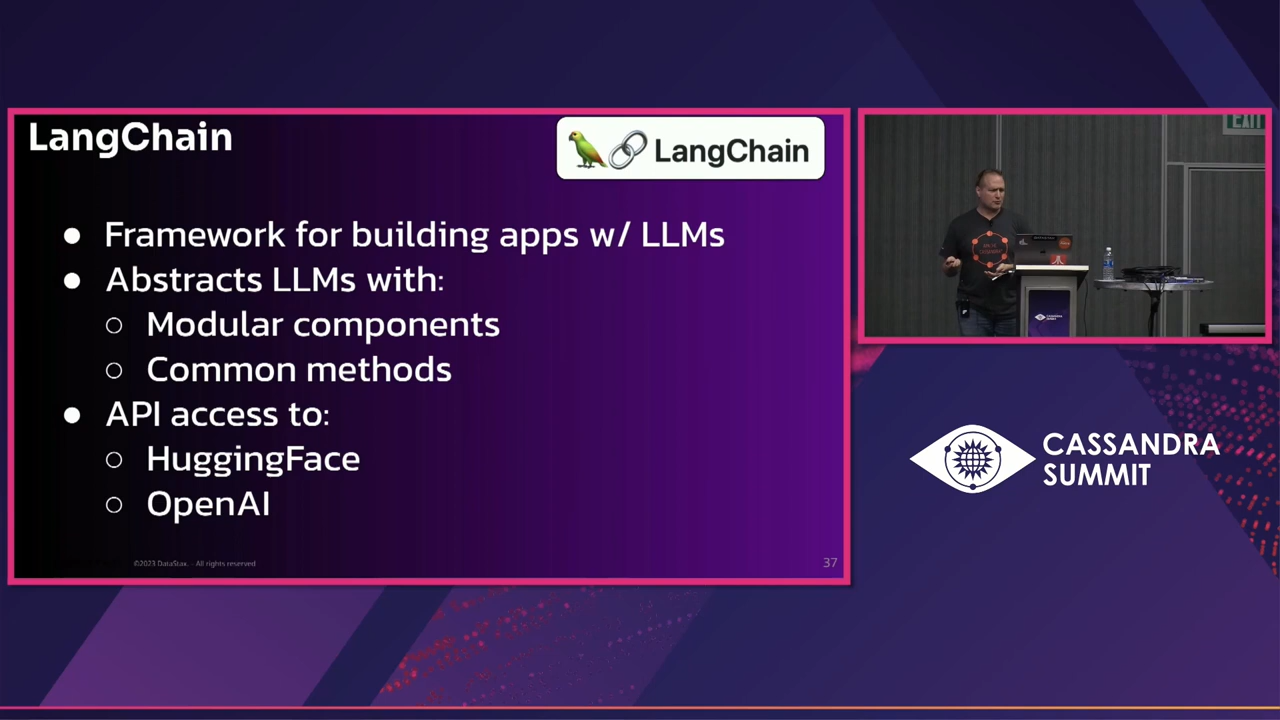 LangChain
LangChain
Framework for building apps w/ LLMs
Abstracts LLMs with:
Modular components
Common methods
API access to:
HuggingFace
OpenAI
©2023 DataStax. - All rights reserved
37
EXIT
CASSANDRA
SUMMIT